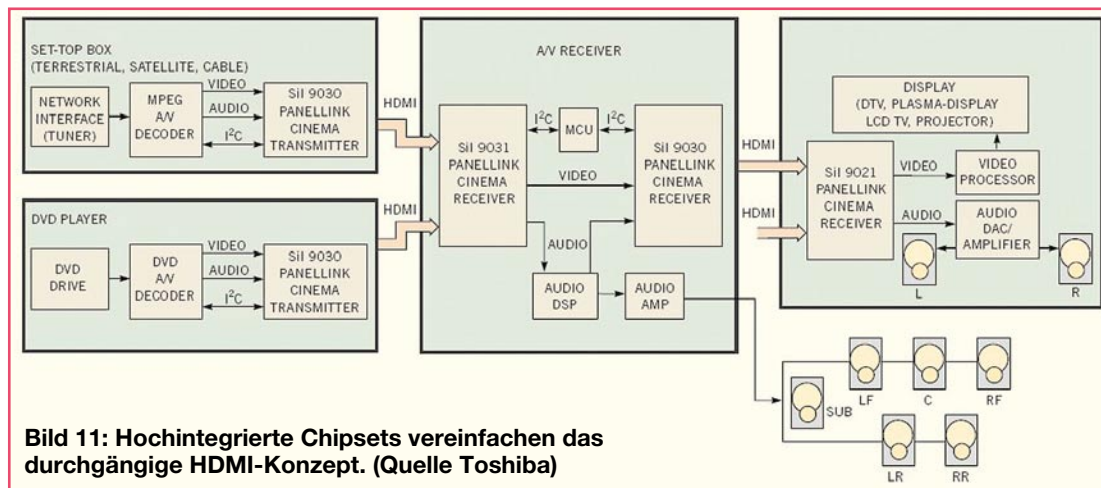 SET-TOP BOX
(TERRESTRIAL, SATELLITE, CABLE)
NETWORK
INTERFACE
(TUNER)
MPEG
A/V
DECODER
VIDEO
AUDIO
I²C
SiI 9030
PANELLINK
CINEMA
TRANSMITTER
HDMI
DVD PLAYER
DVD
DRIVE
DVD
A/V
DECODER
VIDEO
AUDIO
I²C
SiI 9030
PANELLINK
CINEMA
TRANSMITTER
HDMI
A/V RECEIVER
SiI 9031
PANELLINK
CINEMA
RECEIVER
I²C
MCU
I²C
VIDEO
AUDIO
SiI 9030
PANELLINK
CINEMA
RECEIVER
AUDIO
DSP
AUDIO
AMP
HDMI
HDMI
DISPLAY
(DTV, PLASMA-DISPLAY
LCD TV, PROJECTOR)
SiI 9021
PANELLINK
CINEMA
RECEIVER
VIDEO
VIDEO
PROCESSOR
AUDIO
AUDIO
DAC/
AMPLIFIER
L
R
SUB
LF
C
RF
LR
RR
Bild 11: Hochintegrierte Chipsets vereinfachen das
durchgängige HDMI-Konzept. (Quelle Toshiba)